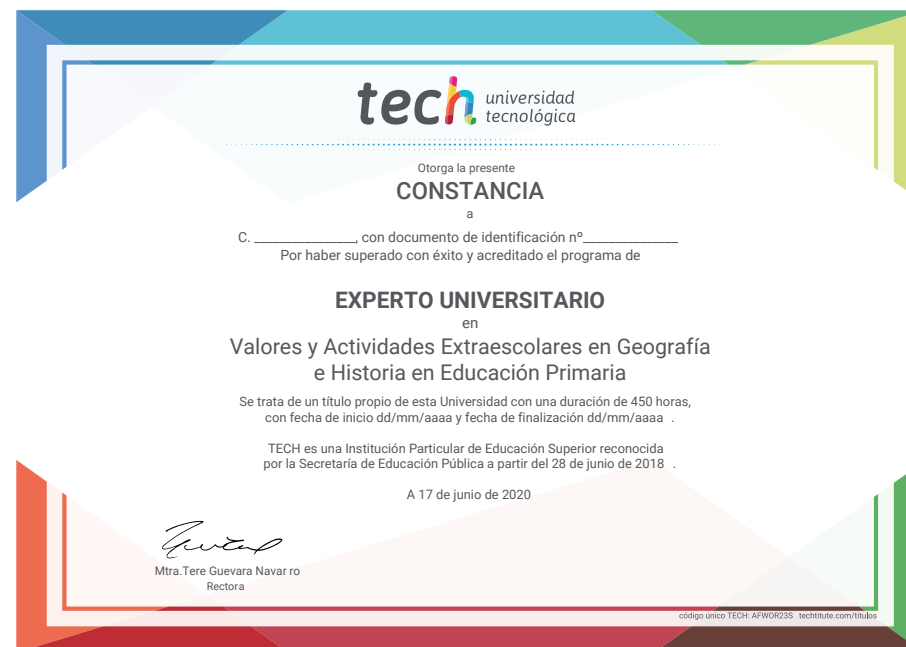 tech universidad
tecnológica
Otorga la presente
CONSTANCIA
a
C. _______________, con documento de identificación nº______________
Por haber superado con éxito y acreditado el programa de
EXPERTO UNIVERSITARIO
en
Valores y Actividades Extraescolares en Geografía
e Historia en Educación Primaria
Se trata de un título propio de esta Universidad con una duración de 450 horas,
con fecha de inicio dd/mm/aaaa y fecha de finalización dd/mm/aaaa .
TECH es una Institución Particular de Educación Superior reconocida
por la Secretaría de Educación Pública a partir del 28 de junio de 2018 .
A 17 de junio de 2020
Mtra.Tere Guevara Navar ro
Rectora
código único TECH: AFWOR23S techtitute.com/titulos